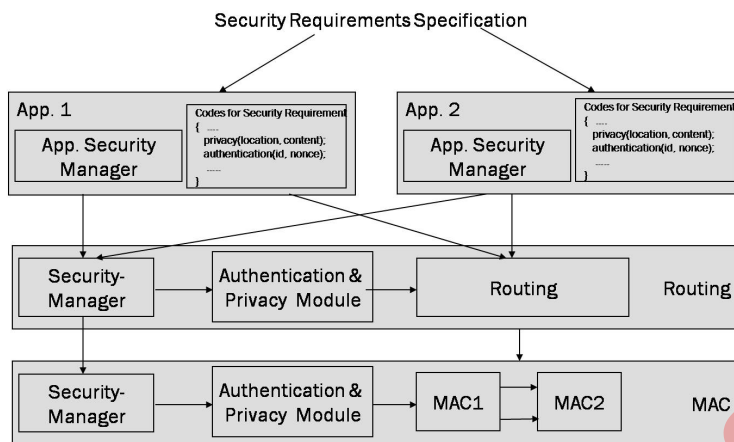 Security Requirements Specification
App. 1
Codes for Security Requirement
{ ....
privacy(location, content);
authentication(id, nonce);
.....
}
App. Security
Manager
App. 2
Codes for Security Requirement
{ ....
privacy(location, content);
authentication(id, nonce);
.....
}
App. Security
Manager
Security-
Manager
Authentication &
Privacy Module
Routing
Routing
Security-
Manager
Authentication &
Privacy Module
MAC1
MAC2
MAC